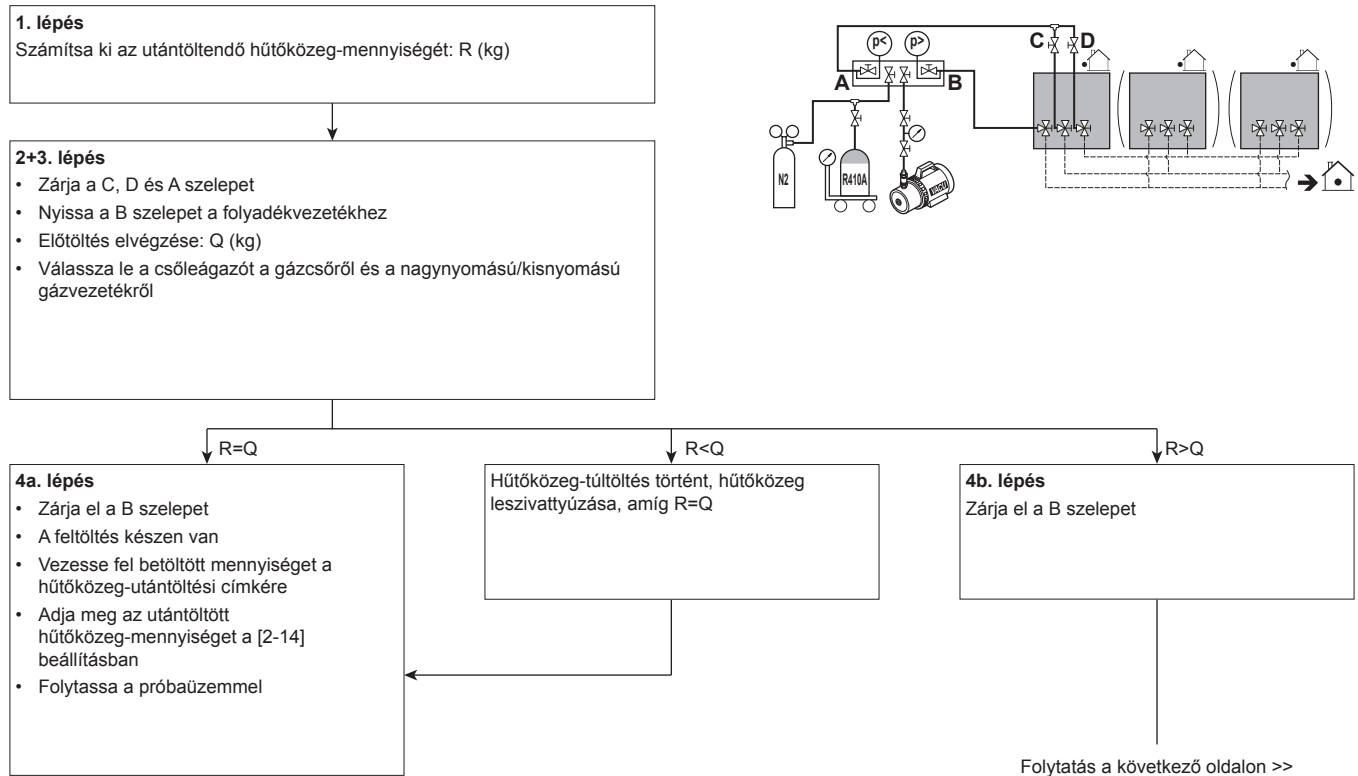 1. lépés
Számítsa ki az utántöltendő hűtőközeg-mennyiségét: R (kg)
p<
p>
C
D
A
B
N2
R410A
2+3. lépés
• Zárja a C, D és A szelepet
• Nyissa a B szelepet a folyadékvezetékhez
• Előtöltés elvégzése: Q (kg)
• Válassza le a csőleágazót a gázcsőről és a nagynyomású/kisnyomású
gázvezetékről
R=Q
R<Q
R>Q
4a. lépés
• Zárja el a B szelepet
• A feltöltés készen van
• Vezesse fel betöltött mennyiséget a
hűtőközeg-utántöltési címkére
• Adja meg az utántöltött
hűtőközeg-mennyiséget a [2-14]
beállításban
• Folytassa a próbaüzemmel
Hűtőközeg-túltöltés történt, hűtőközeg
leszivattyúzása, amíg R=Q
4b. lépés
Zárja el a B szelepet
Folytatás a következő oldalon >>